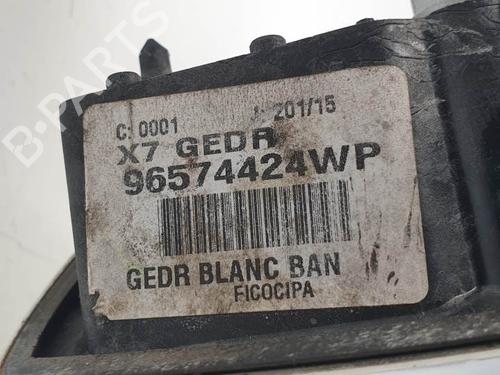 C: 0001
201/15
X7 GEDR
96574424WP
GEDR BLANC BAN
FICOCIPA
B-PARTS